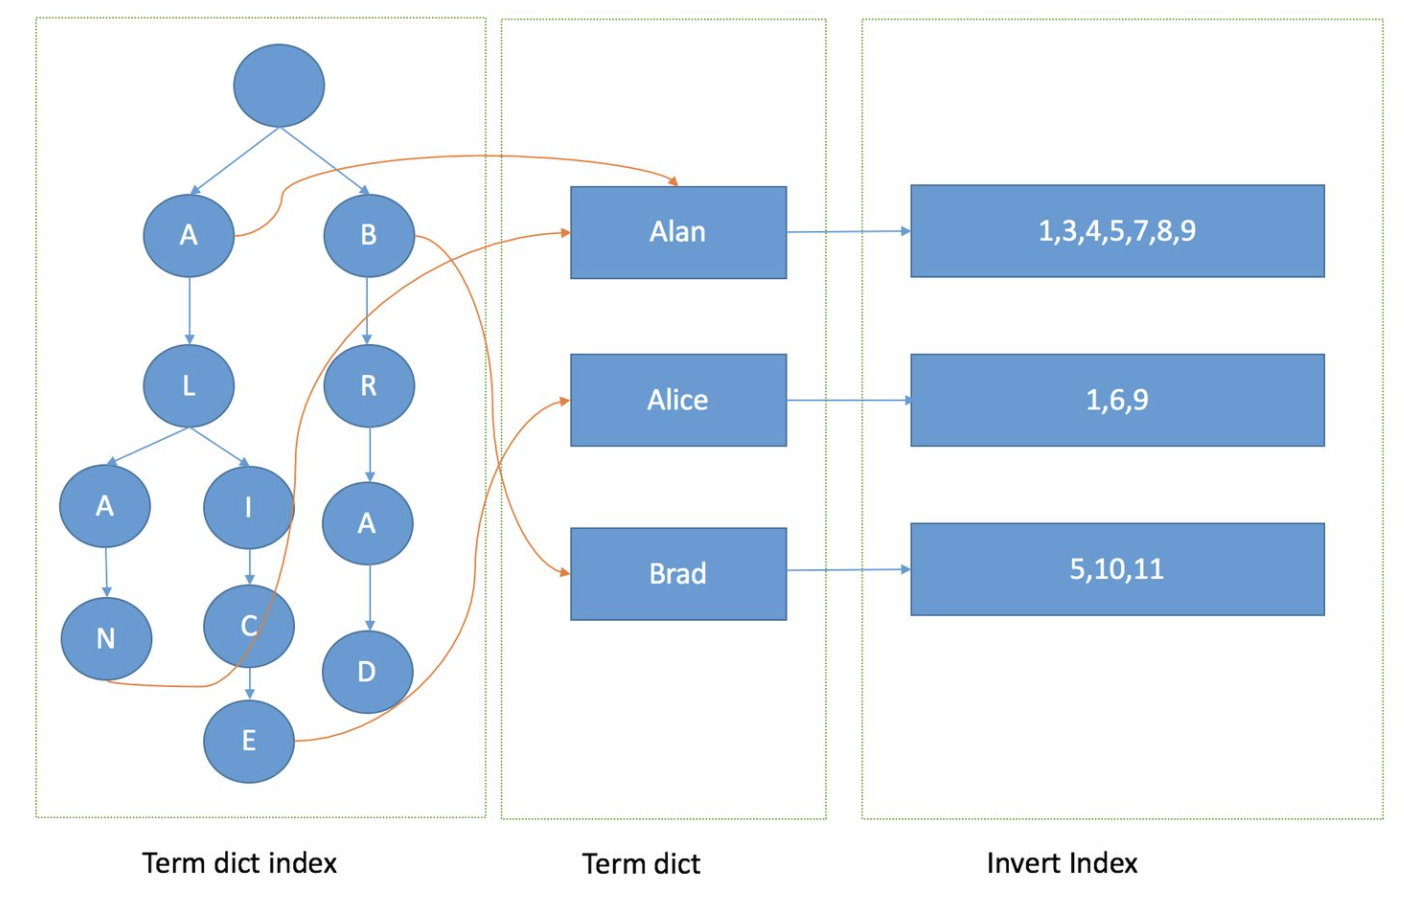 A
B
L
R
A
I
A
N
C
D
E
Alan
1,3,4,5,7,8,9
Alice
1,6,9
Brad
5,10,11
Term dict index
Term dict
Invert Index